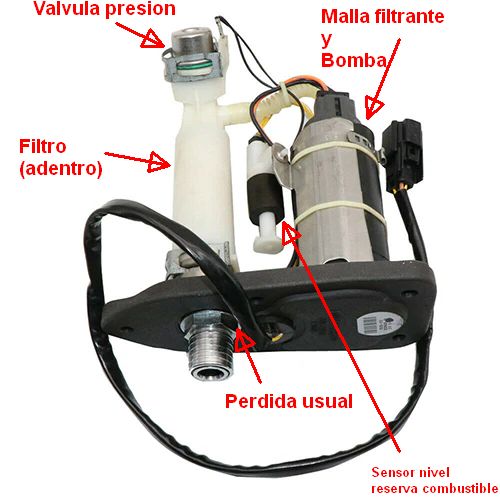 Valvula presion
Malla filtrante
y
Bomba
Filtro
(adentro)
Perdida usual
Sensor nivel
reserva combustible